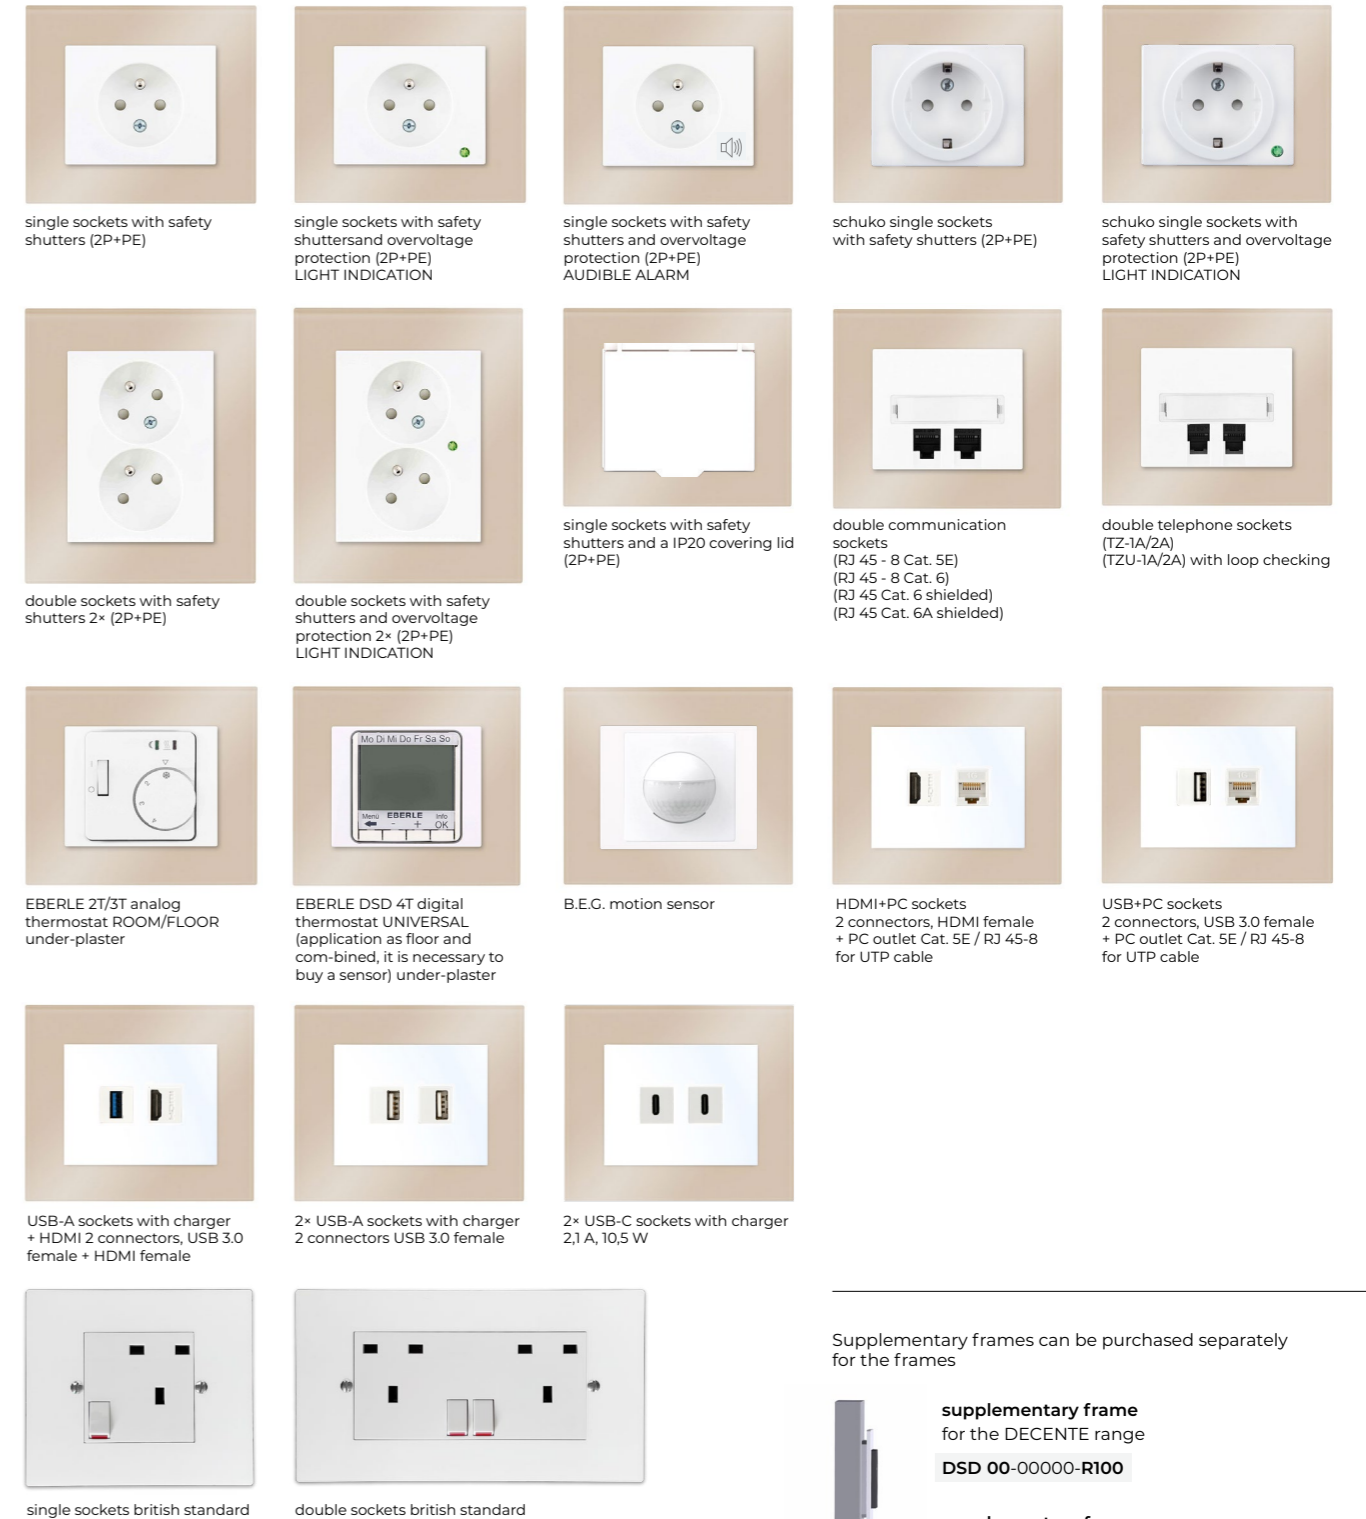 single sockets with safety
shutters (2P+PE)
single sockets with safety
shuttersand overvoltage
protection (2P+PE)
LIGHT INDICATION
single sockets with safety
shutters and overvoltage
protection (2P+PE)
AUDIBLE ALARM
schuko single sockets
with safety shutters (2P+PE)
schuko single sockets with
safety shutters and overvoltage
protection (2P+PE)
LIGHT INDICATION
double sockets with safety
shutters 2× (2P+PE)
double sockets with safety
shutters and overvoltage
protection 2× (2P+PE)
LIGHT INDICATION
single sockets with safety
shutters and a IP20 covering lid
(2P+PE)
double communication
sockets
(RJ 45 - 8 Cat. 5E)
(RJ 45 - 8 Cat. 6)
(RJ 45 Cat. 6 shielded)
(RJ 45 Cat. 6A shielded)
double telephone sockets
(TZ-1A/2A)
(TZU-1A/2A) with loop checking
EBERLE 2T/3T analog
thermostat ROOM/FLOOR
under-plaster
Mo Di Mi Do Fr Sa So
Menü EBERLE Info
- + OK
EBERLE DSD 4T digital
thermostat UNIVERSAL
(application as floor and
com-bined, it is necessary to
buy a sensor) under-plaster
B.E.G. motion sensor
HDMI+PC sockets
2 connectors, HDMI female
+ PC outlet Cat. 5E / RJ 45-8
for UTP cable
USB+PC sockets
2 connectors, USB 3.0 female
+ PC outlet Cat. 5E / RJ 45-8
for UTP cable
USB-A sockets with charger
+ HDMI 2 connectors, USB 3.0
female + HDMI female
2× USB-A sockets with charger
2 connectors USB 3.0 female
2× USB-C sockets with charger
2,1 A, 10,5 W
single sockets british standard
double sockets british standard
Supplementary frames can be purchased separately
for the frames
supplementary frame
for the DECENTE range
DSD 00-00000-R100